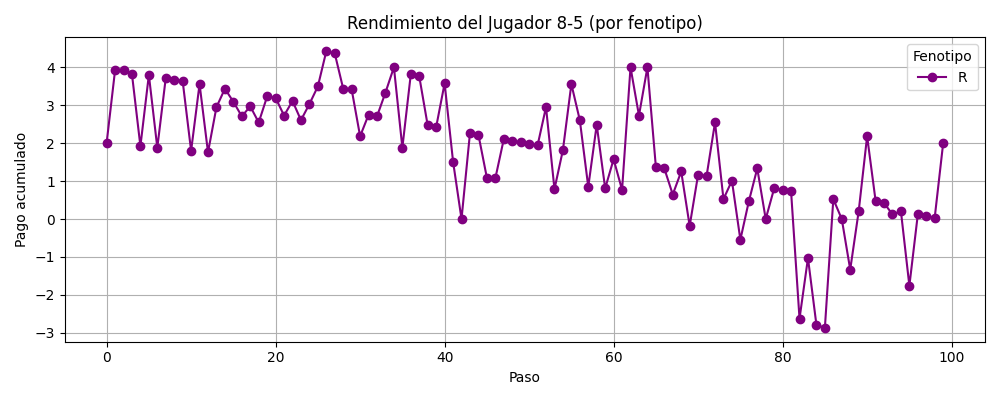 Rendimiento del Jugador 8-5 (por fenotipo)
Fenotipo
R
Pago acumulado
4
3
2
1
0
−1
−2
−3
0 20 40 60 80 100
Paso